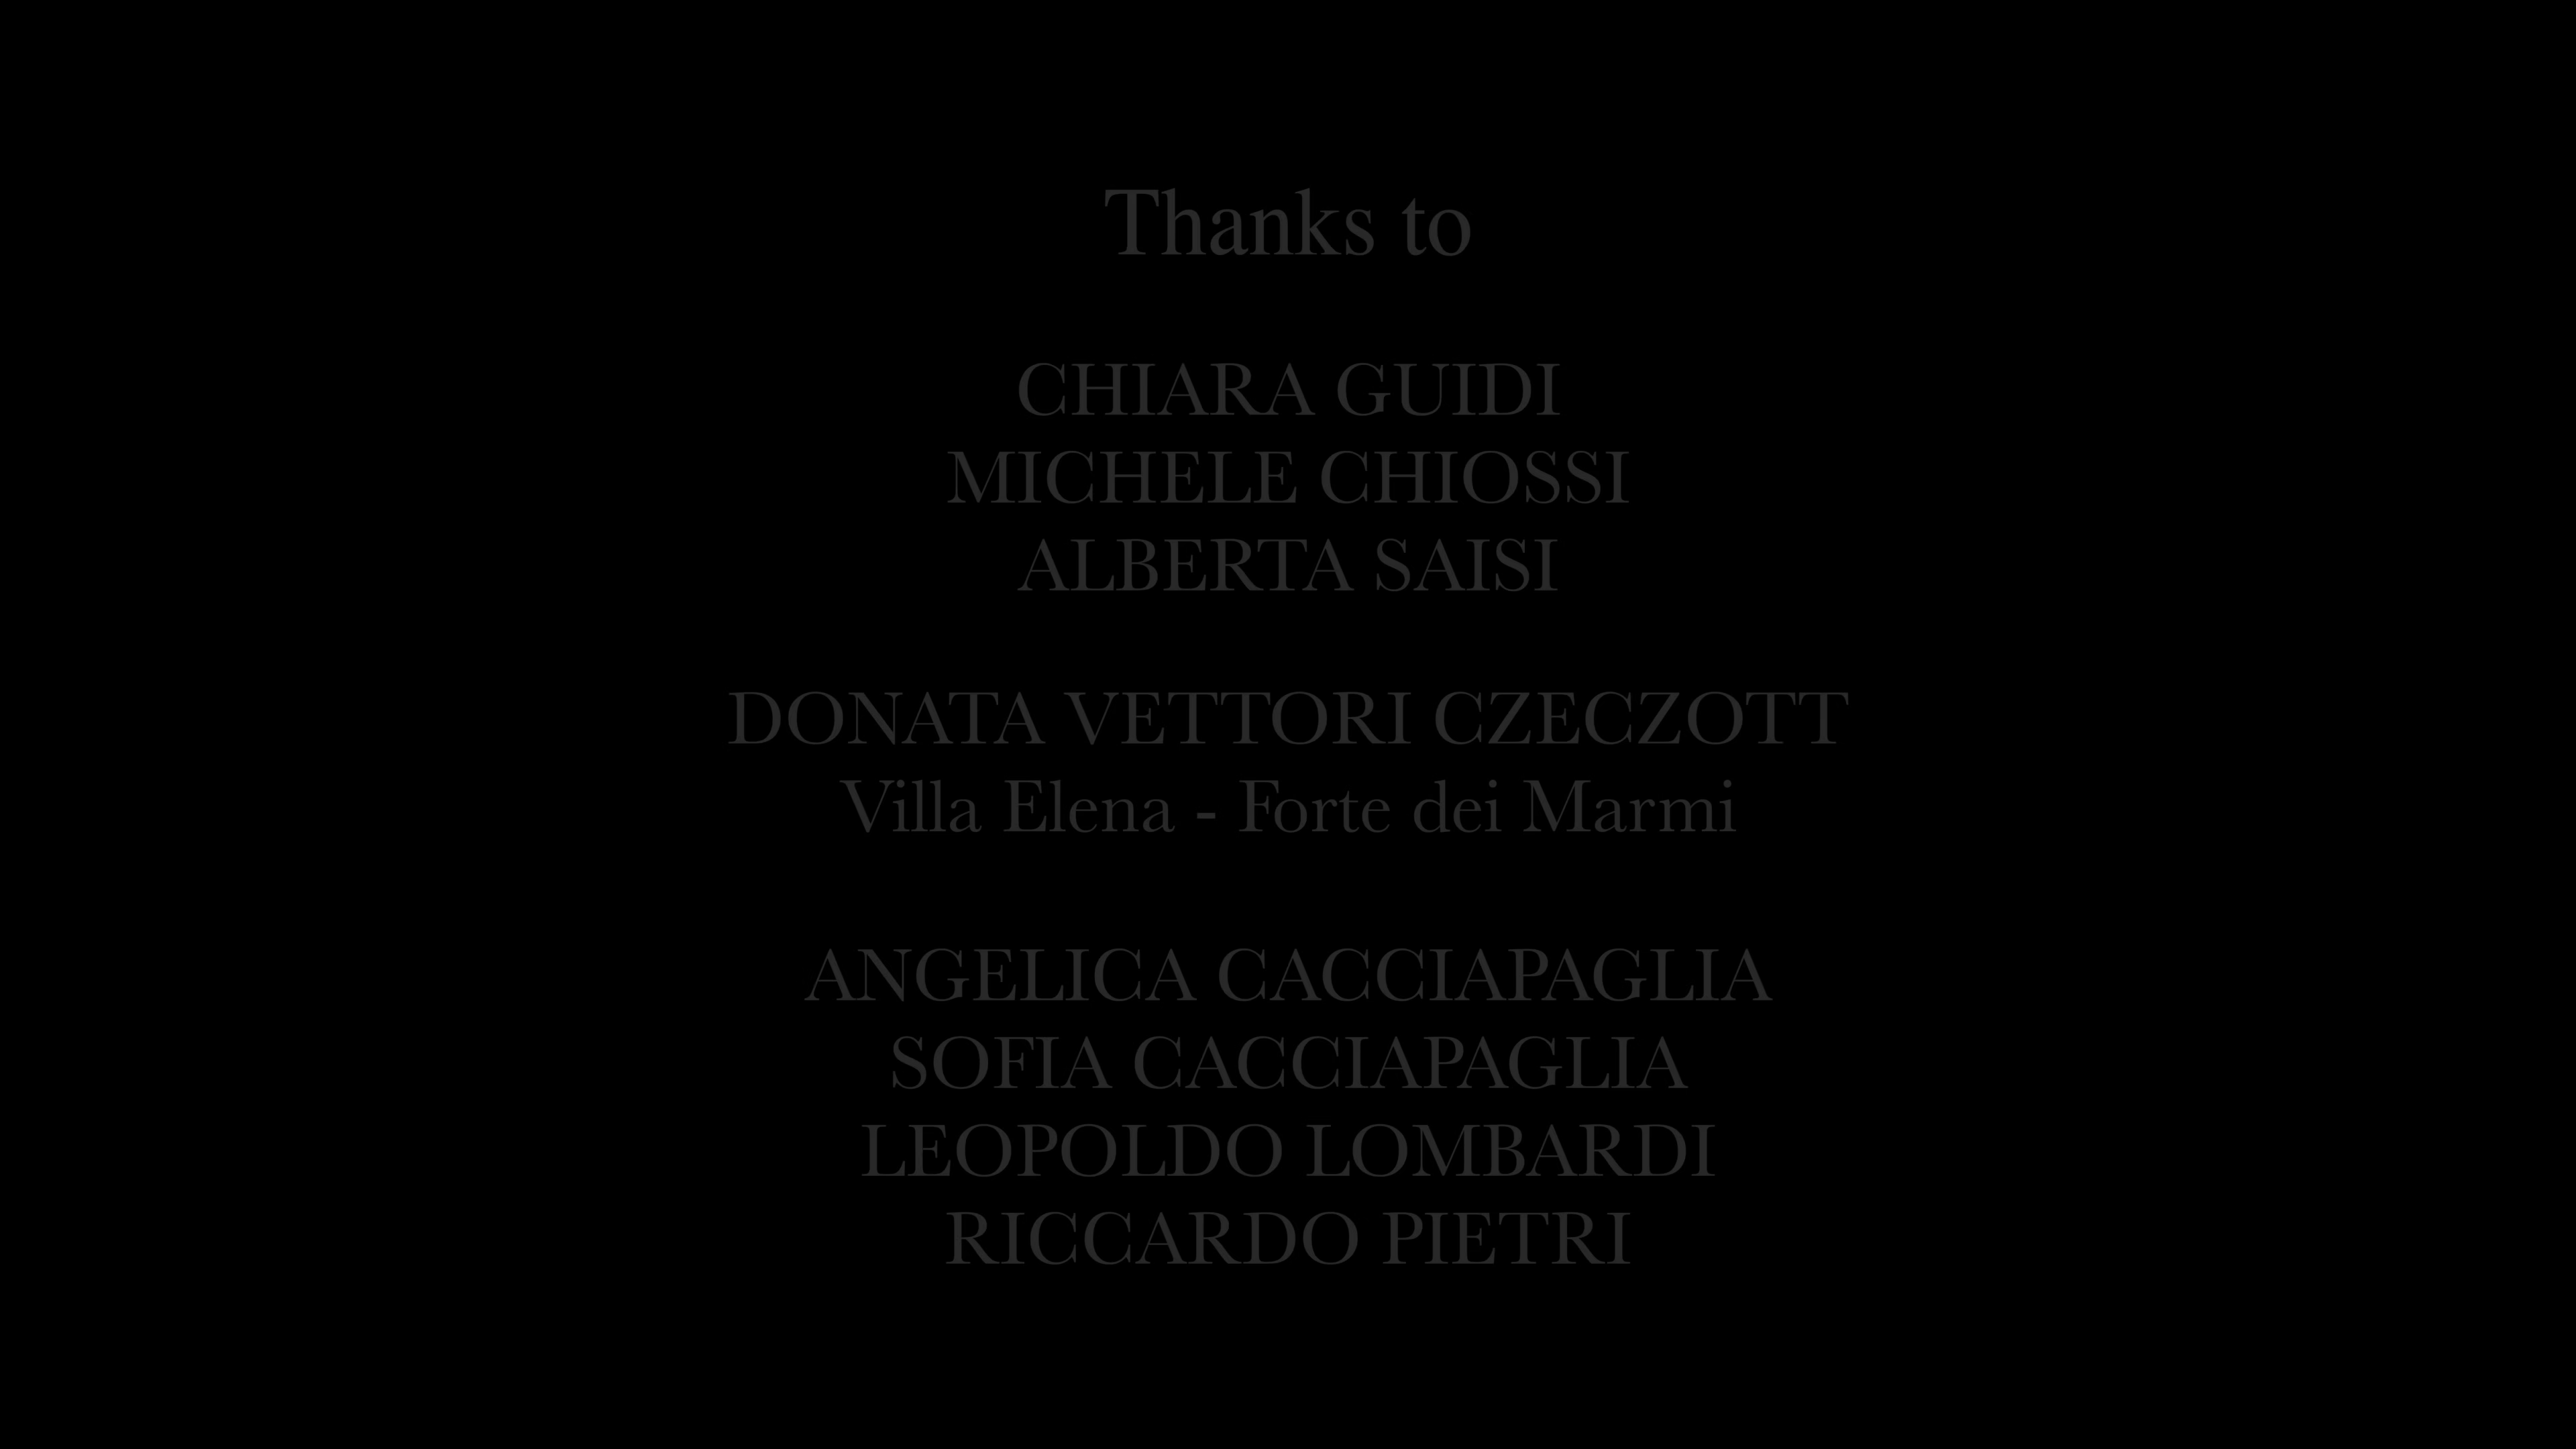 Thanks to
CHIARA GUIDI
MICHELE CHIOSSI
ALBERTA SAISI
DONATA VETTORI CZECZOTT
Villa Elena - Forte dei Marmi
ANGELICA CACCIAPAGLIA
SOFIA CACCIAPAGLIA
LEOPOLDO LOMBARDI
RICCARDO PIETRI